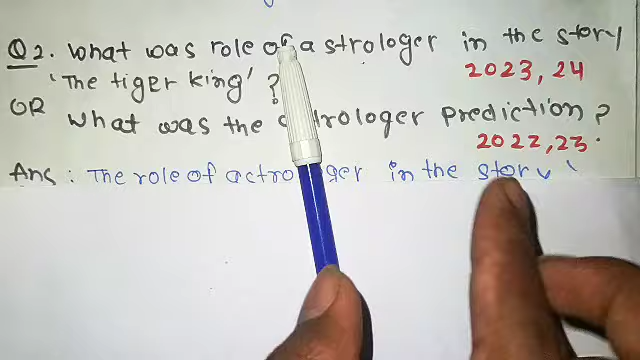 Q2. What was role of astrologer in the story
'The tiger king' ? 2023, 24
OR What was the astrologer prediction ?
2022, 23.
Ans : The role of astrologer in the story '